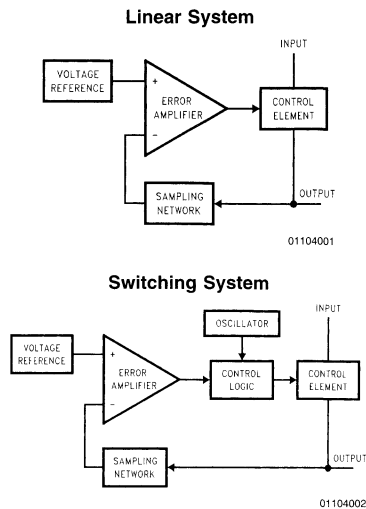 Linear System
INPUT
VOLTAGE
REFERENCE
+
ERROR
AMPLIFIER
−
CONTROL
ELEMENT
SAMPLING
NETWORK
OUTPUT
01104001
Switching System
INPUT
OSCILLATOR
VOLTAGE
REFERENCE
+
ERROR
AMPLIFIER
−
CONTROL
LOGIC
CONTROL
ELEMENT
SAMPLING
NETWORK
OUTPUT
01104002